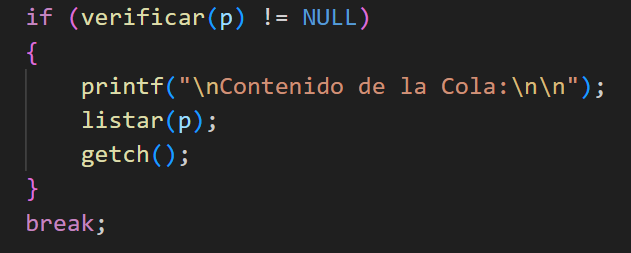 if (verificar(p) != NULL)
{
    printf("\nContenido de la Cola:\n\n");
    listar(p);
    getch();
}
break;